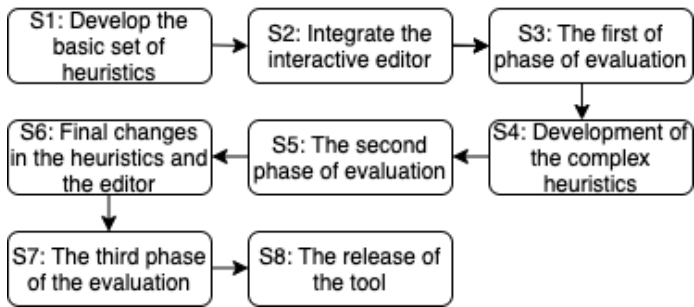 S1: Develop the
basic set of
heuristics
S2: Integrate the
interactive editor
S3: The first of
phase of evaluation
S4: Development of
the complex
heuristics
S5: The second
phase of evaluation
S6: Final changes
in the heuristics and
the editor
S7: The third phase
of the evaluation
S8: The release of
the tool